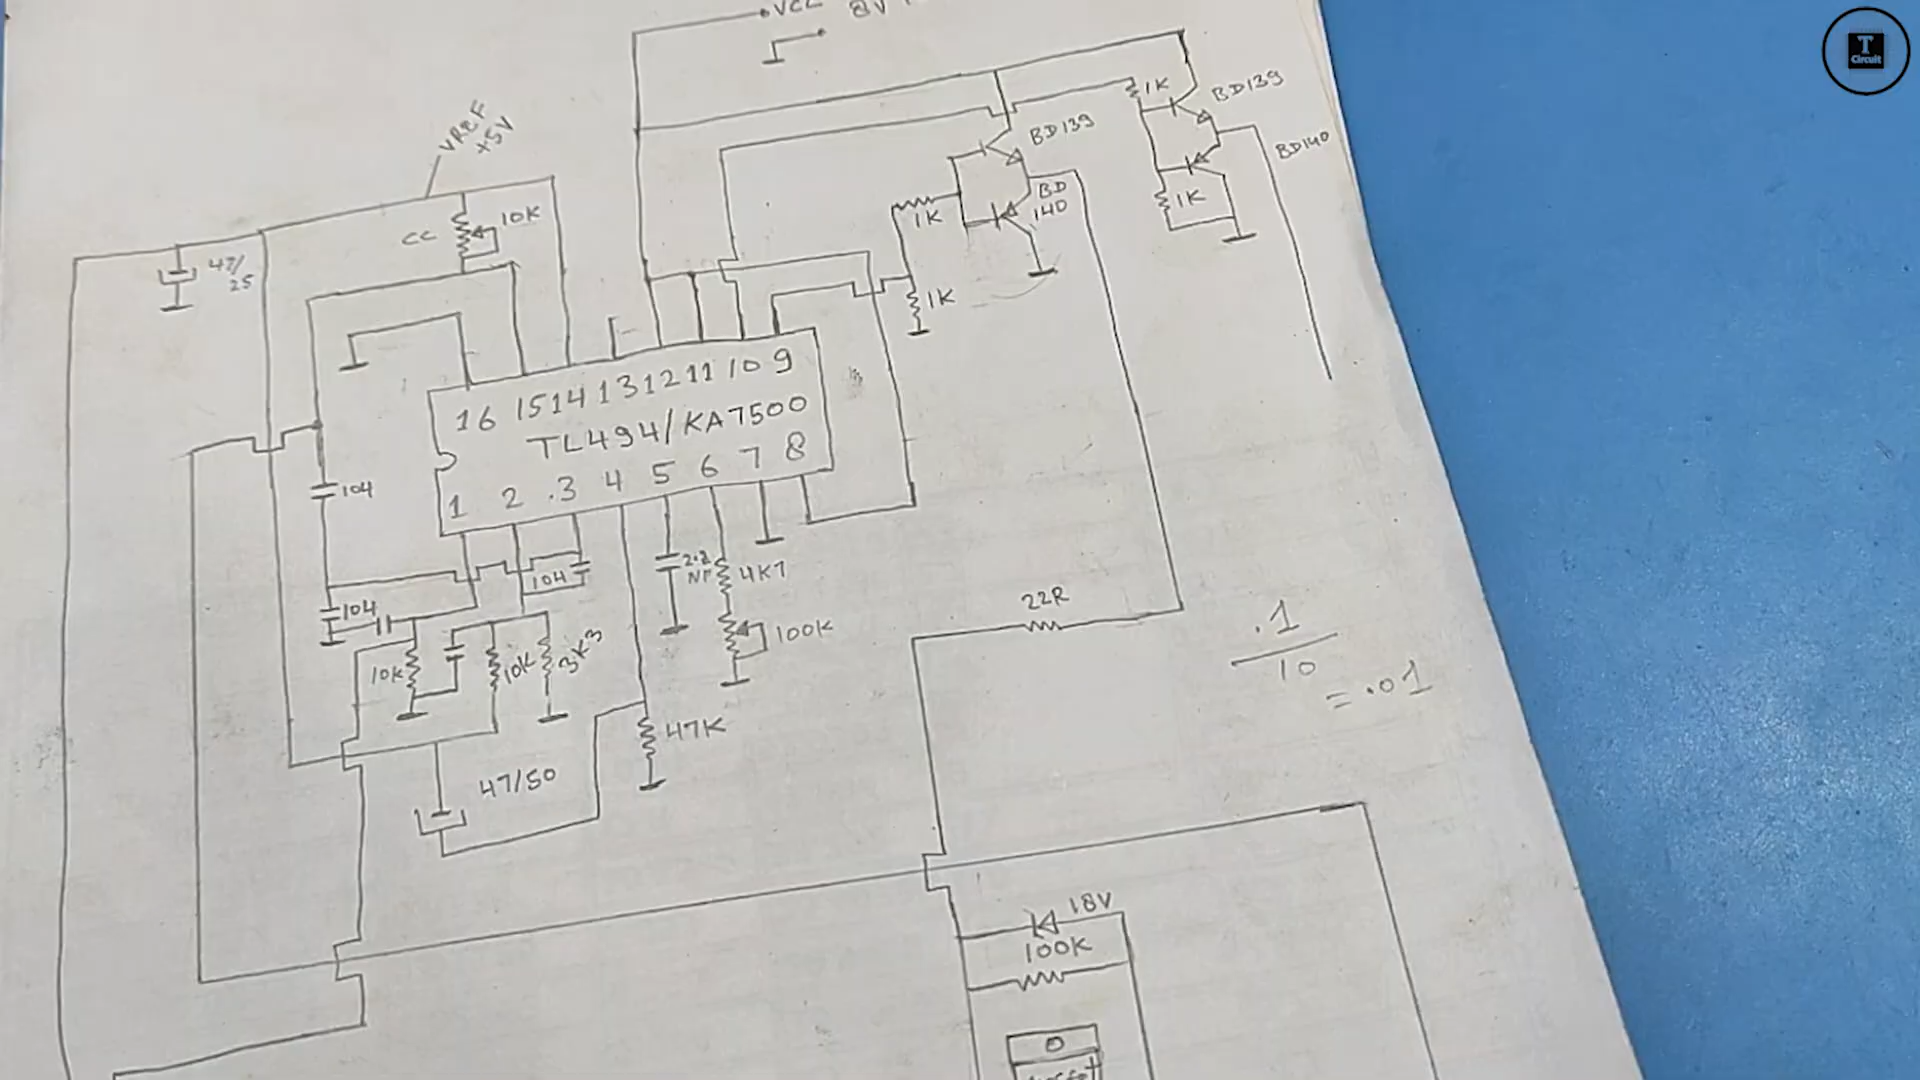 VCC
T
Circuit
1K
BD139
BD139
BD140
VREF
+5V
10K
CC
47/
25
1K
BD
140
1K
1K
16 15 14 13 12 11 10 9
TL494/KA7500
1 2 .3 4 5 6 7 8
104
104
2.2
NF
4K7
104
100K
10K
10K
3K3
22R
.1
10
= .01
47K
47/50
18V
100K